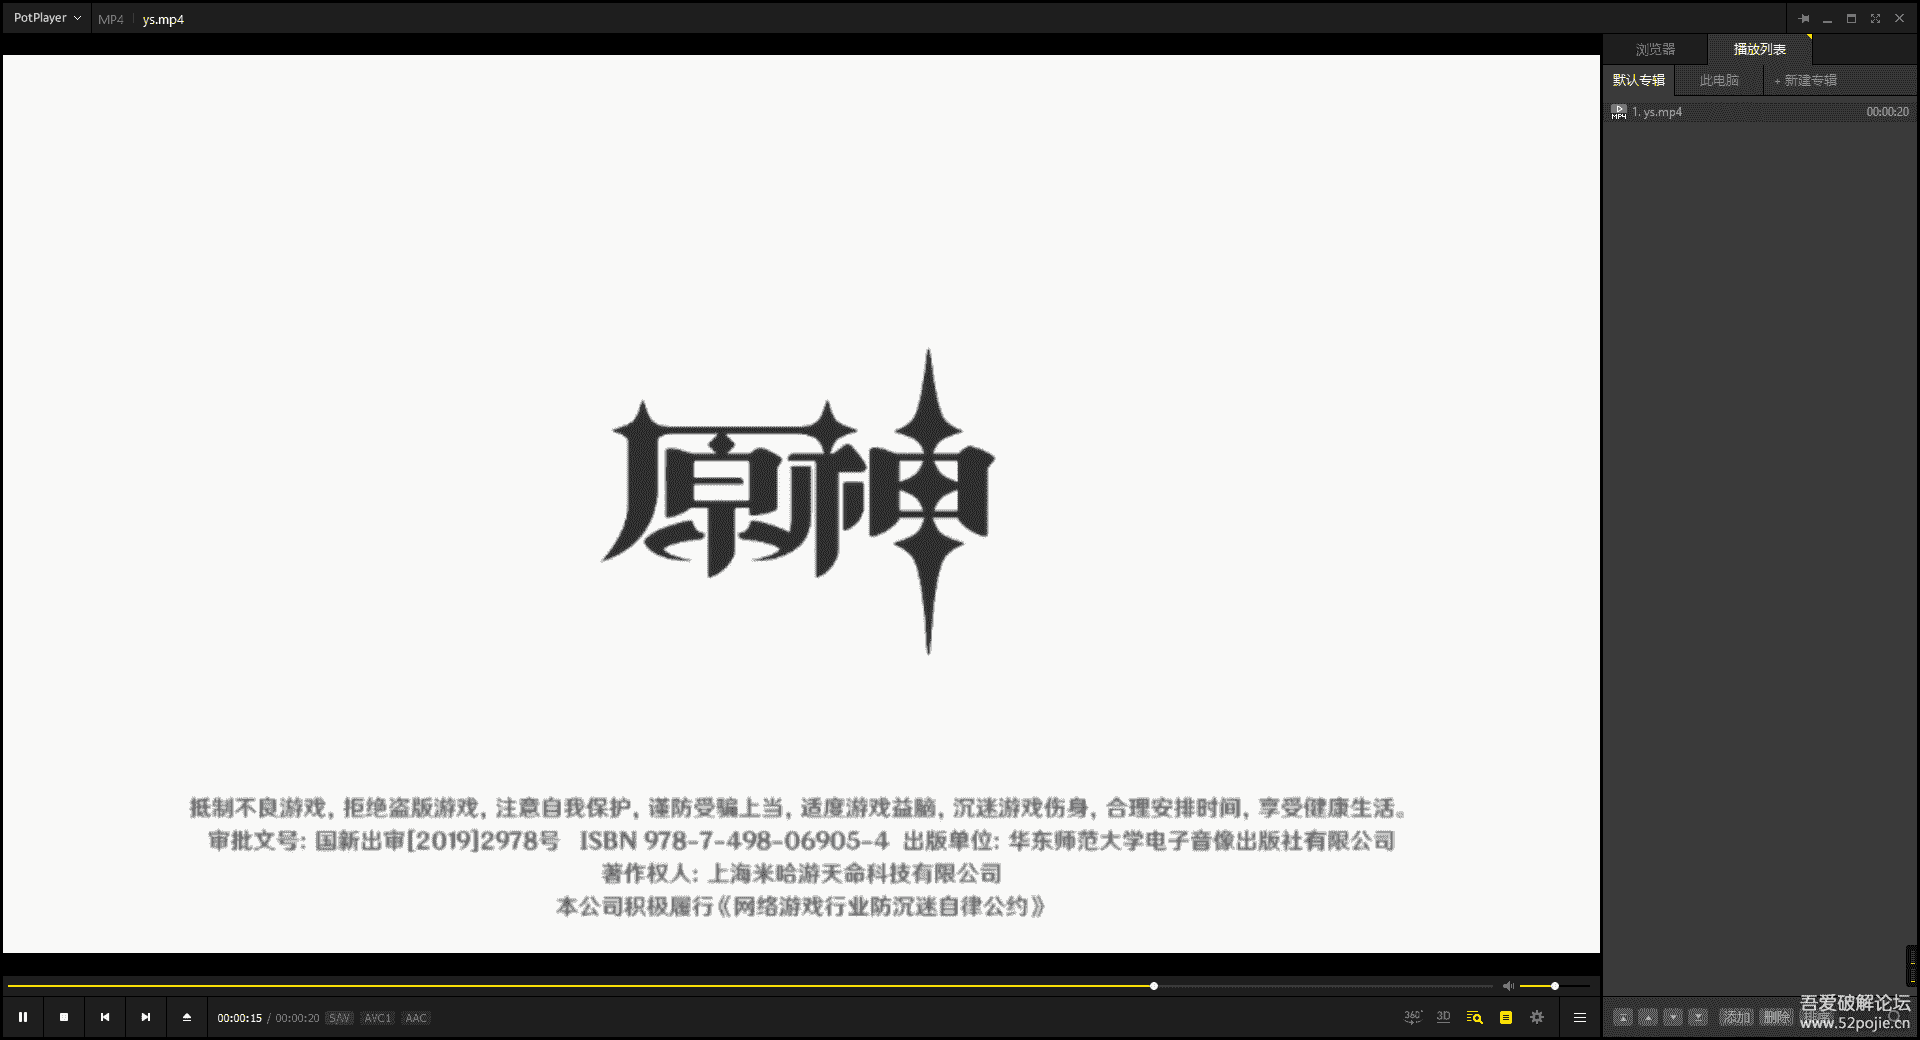 PotPlayer MP4 ys.mp4
浏览器 播放列表
默认专辑 此电脑 + 新建专辑
1. ys.mp4 00:00:20
原神
抵制不良游戏，拒绝盗版游戏，注意自我保护，谨防受骗上当，适度游戏益脑，沉迷游戏伤身，合理安排时间，享受健康生活。
审批文号：国新出审[2019]2978号 ISBN 978-7-498-06905-4 出版单位：华东师范大学电子音像出版社有限公司
著作权人：上海米哈游天命科技有限公司
本公司积极履行《网络游戏行业防沉迷自律公约》
00:00:15 / 00:00:20 S/W AVC1 AAC
360° 3D
添加 删除 排序
吾爱破解论坛
www.52pojie.cn